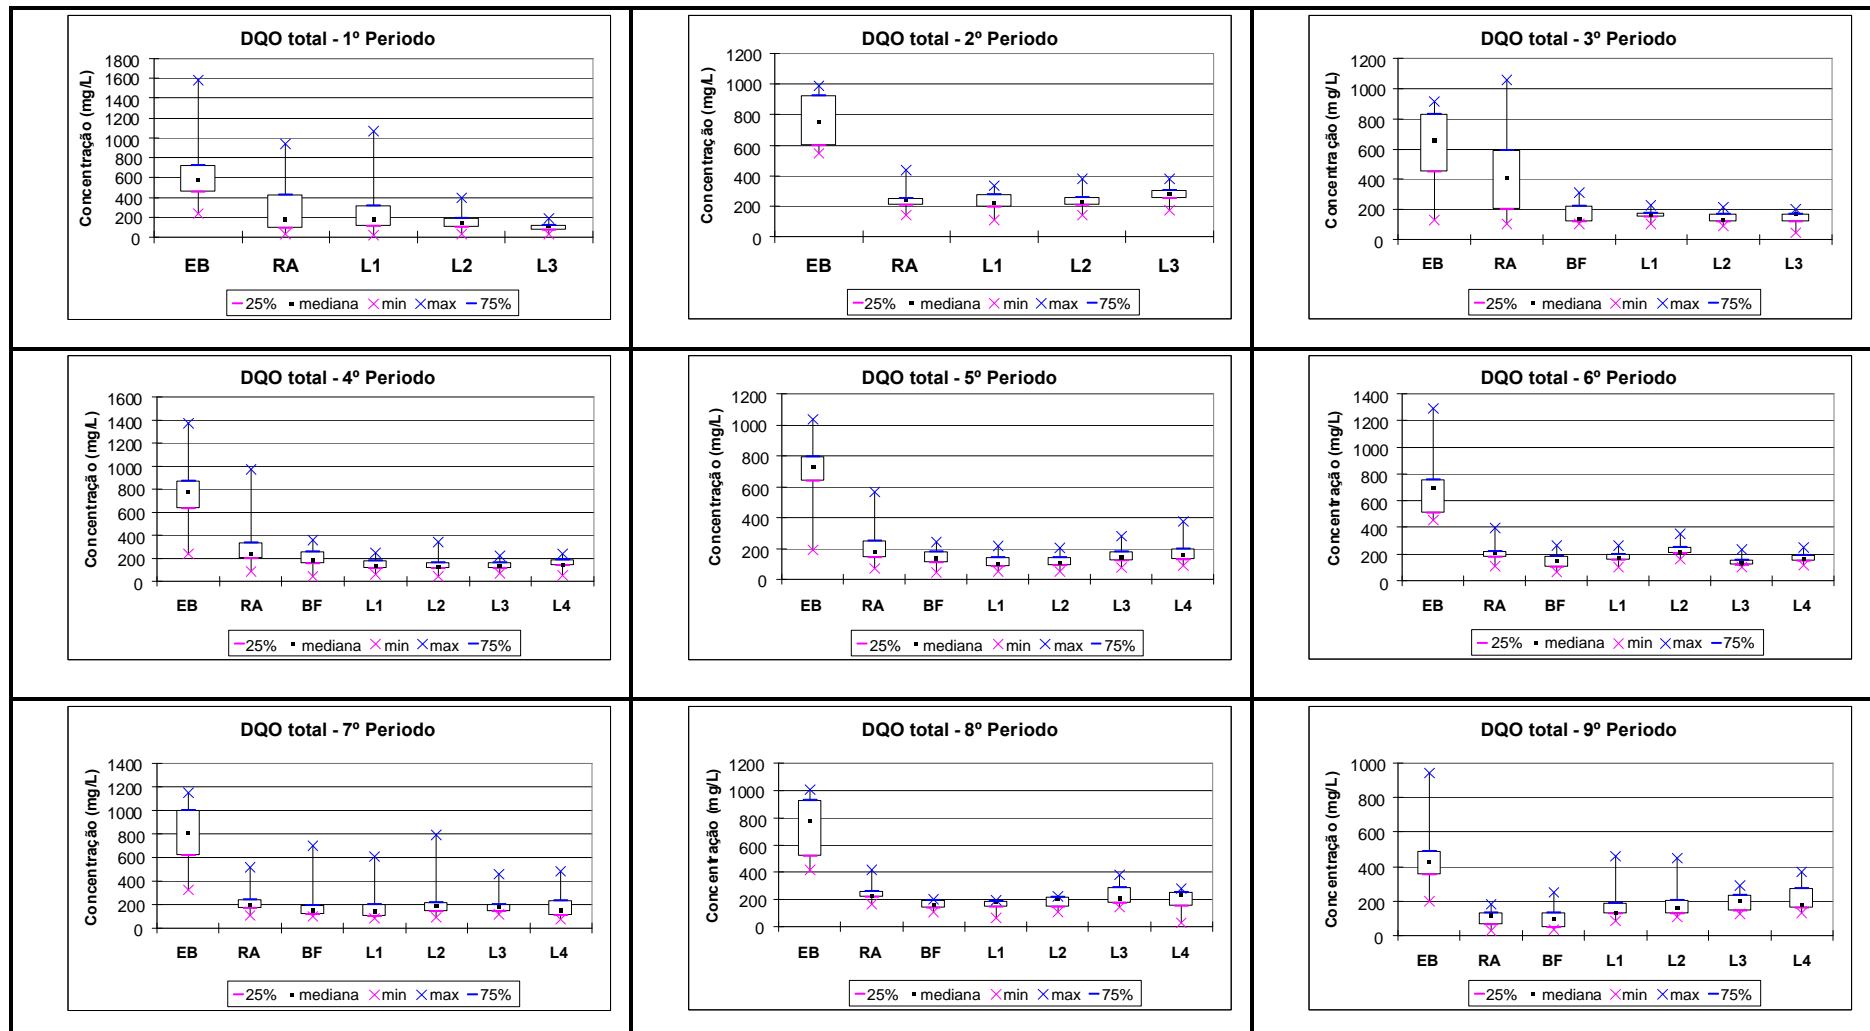 DQO total - 1º Periodo
Concentração (mg/L)
1800
1600
1400
1200
1000
800
600
400
200
0
EB RA L1 L2 L3
25% mediana min max 75%
DQO total - 2º Periodo
Concentração (mg/L)
1200
1000
800
600
400
200
0
EB RA L1 L2 L3
25% mediana min max 75%
DQO total - 3º Periodo
Concentração (mg/L)
1200
1000
800
600
400
200
0
EB RA BF L1 L2 L3
25% mediana min max 75%
DQO total - 4º Periodo
Concentração (mg/L)
1600
1400
1200
1000
800
600
400
200
0
EB RA BF L1 L2 L3 L4
25% mediana min max 75%
DQO total - 5º Periodo
Concentração (mg/L)
1200
1000
800
600
400
200
0
EB RA BF L1 L2 L3 L4
25% mediana min max 75%
DQO total - 6º Periodo
Concentração (mg/L)
1400
1200
1000
800
600
400
200
0
EB RA BF L1 L2 L3 L4
25% mediana min max 75%
DQO total - 7º Periodo
Concentração (mg/L)
1400
1200
1000
800
600
400
200
0
EB RA BF L1 L2 L3 L4
25% mediana min max 75%
DQO total - 8º Periodo
Concentração (mg/L)
1200
1000
800
600
400
200
0
EB RA BF L1 L2 L3 L4
25% mediana min max 75%
DQO total - 9º Periodo
Concentração (mg/L)
1000
800
600
400
200
0
EB RA BF L1 L2 L3 L4
25% mediana min max 75%